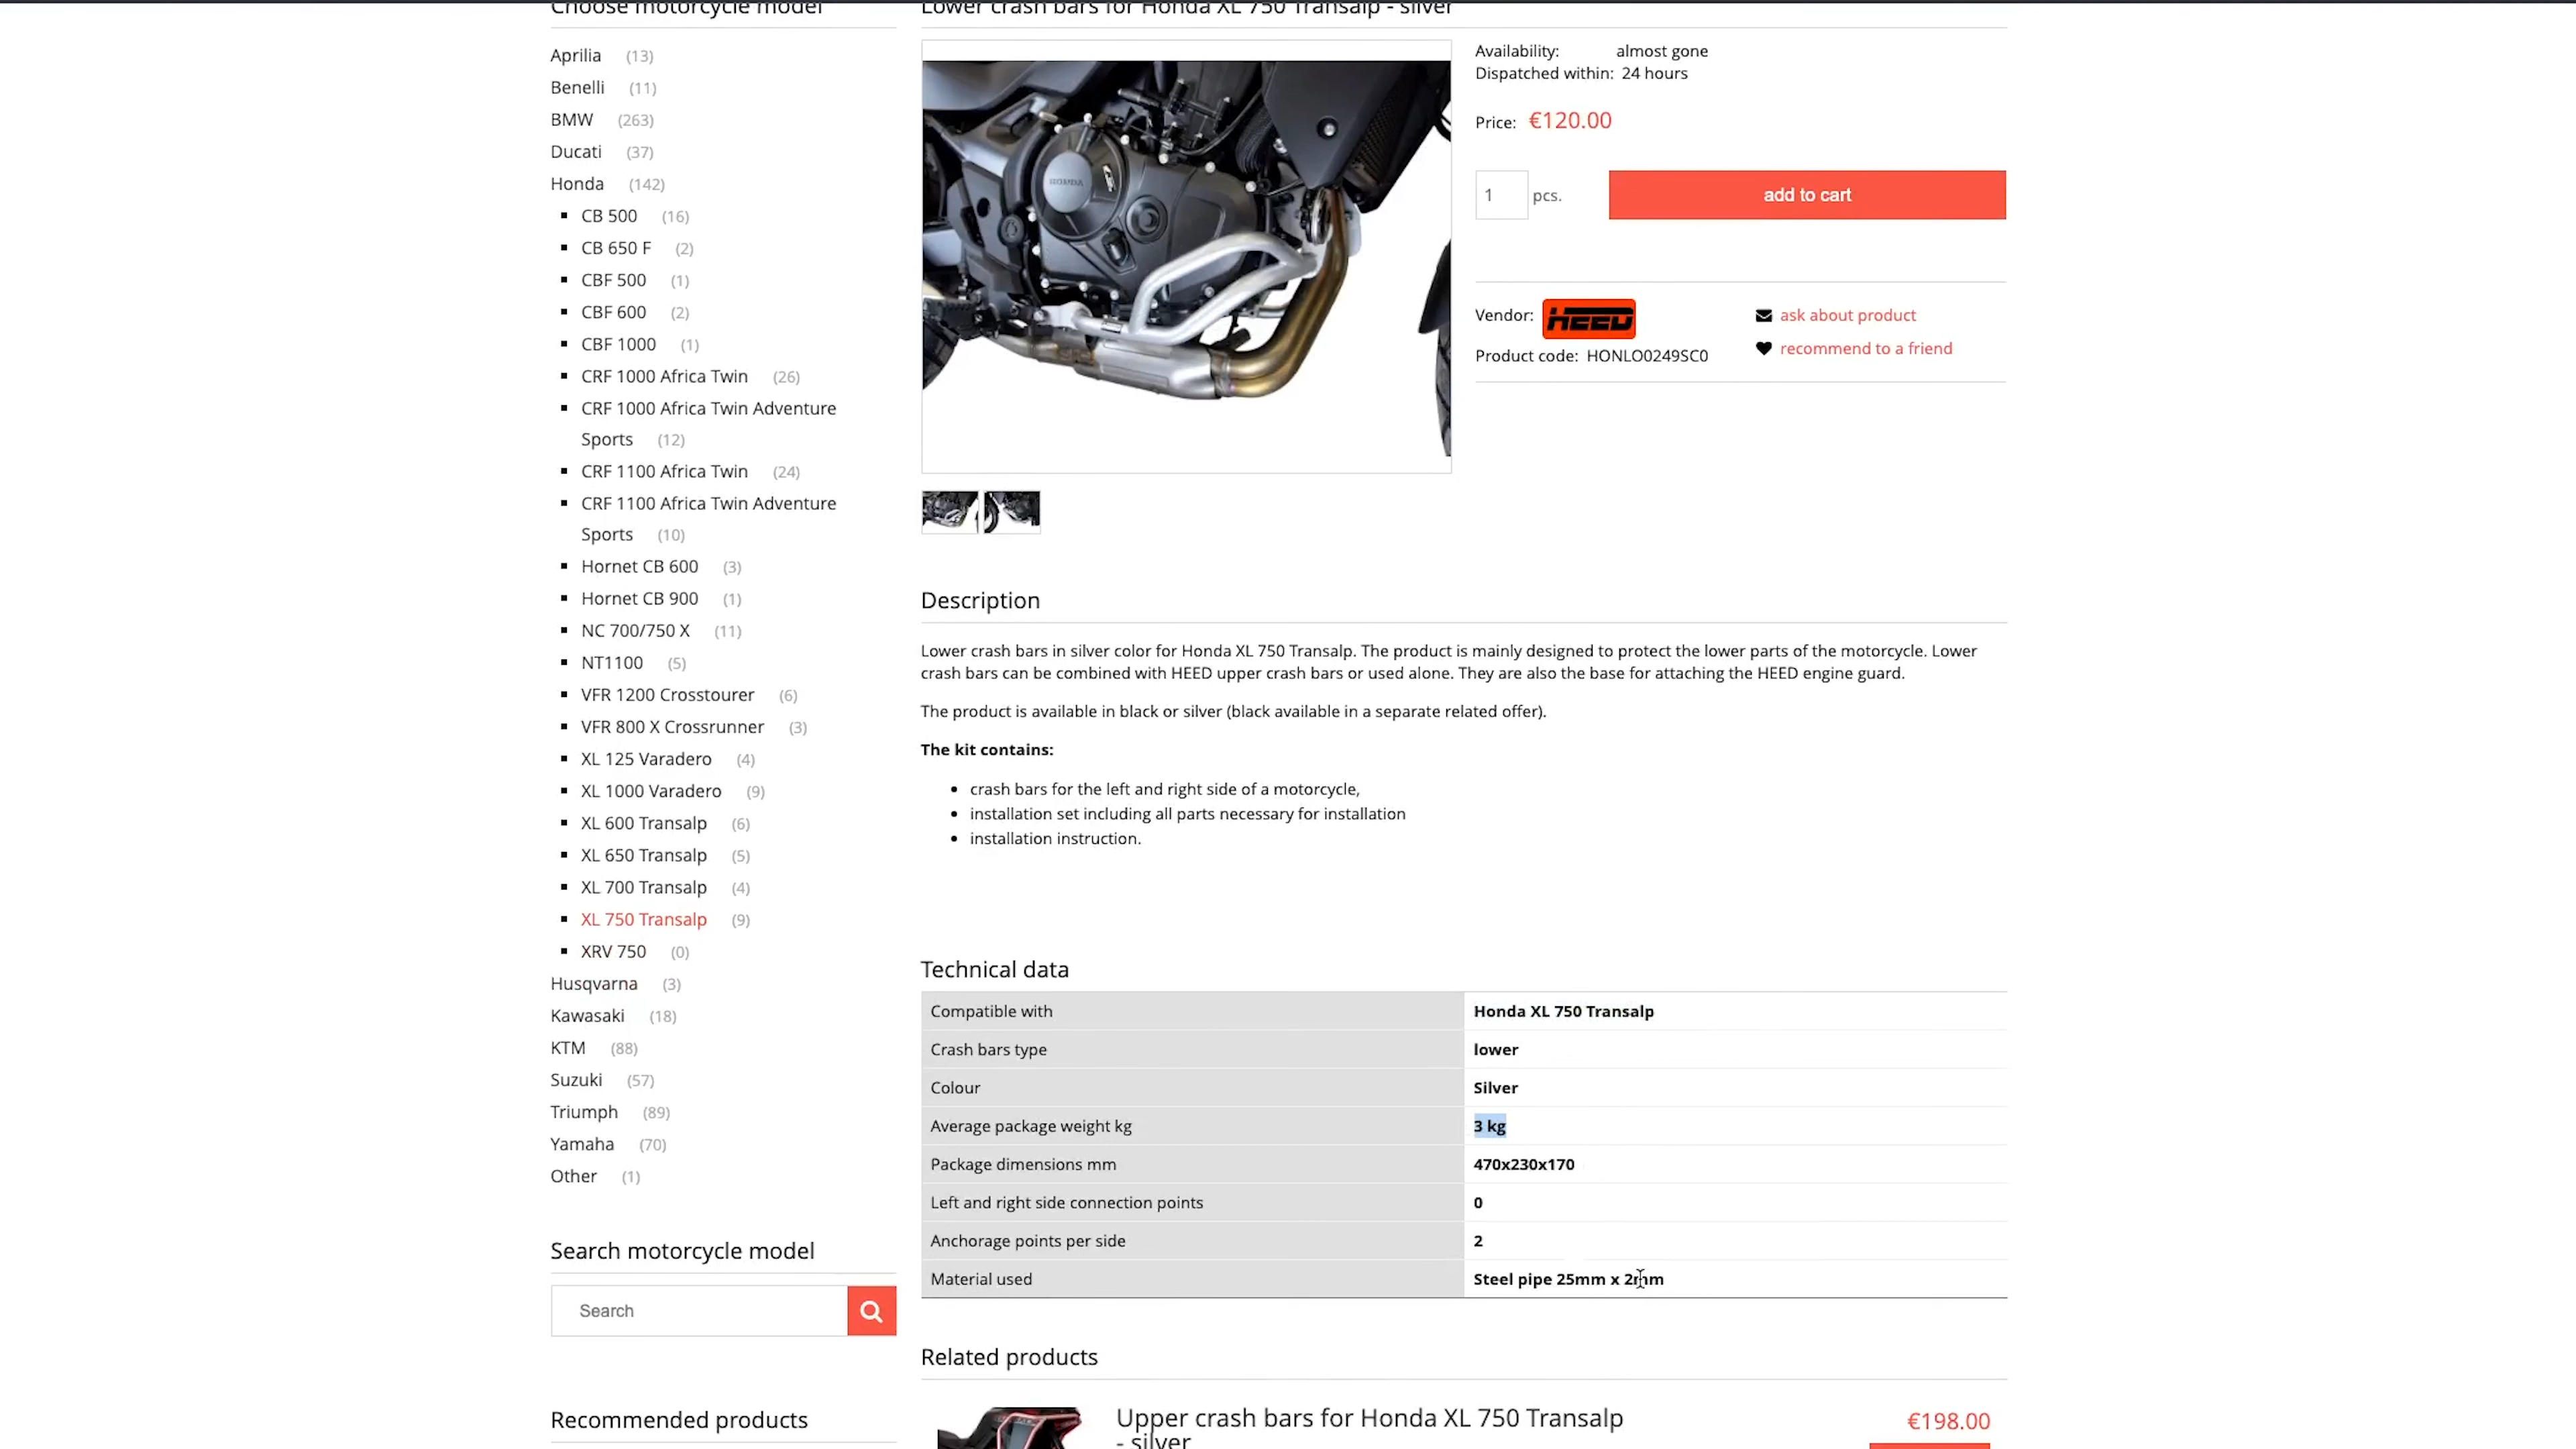 Choose motorcycle model
Aprilia (13)
Benelli (11)
BMW (263)
Ducati (37)
Honda (142)
CB 500 (16)
CB 650 F (2)
CBF 500 (1)
CBF 600 (2)
CBF 1000 (1)
CRF 1000 Africa Twin (26)
CRF 1000 Africa Twin Adventure
Sports (12)
CRF 1100 Africa Twin (24)
CRF 1100 Africa Twin Adventure
Sports (10)
Hornet CB 600 (3)
Hornet CB 900 (1)
NC 700/750 X (11)
NT1100 (5)
VFR 1200 Crosstourer (6)
VFR 800 X Crossrunner (3)
XL 125 Varadero (4)
XL 1000 Varadero (9)
XL 600 Transalp (6)
XL 650 Transalp (5)
XL 700 Transalp (4)
XL 750 Transalp (9)
XRV 750 (0)
Husqvarna (3)
Kawasaki (18)
KTM (88)
Suzuki (57)
Triumph (89)
Yamaha (70)
Other (1)
Search motorcycle model
Search
Recommended products
Lower crash bars for Honda XL 750 Transalp - silver
HONDA
Availability: almost gone
Dispatched within: 24 hours
Price: €120.00
1 pcs. add to cart
Vendor: HEED
Product code: HONLO0249SC0
ask about product
recommend to a friend
Description
Lower crash bars in silver color for Honda XL 750 Transalp. The product is mainly designed to protect the lower parts of the motorcycle. Lower
crash bars can be combined with HEED upper crash bars or used alone. They are also the base for attaching the HEED engine guard.
The product is available in black or silver (black available in a separate related offer).
The kit contains:
crash bars for the left and right side of a motorcycle,
installation set including all parts necessary for installation
installation instruction.
Technical data
Compatible with Honda XL 750 Transalp
Crash bars type lower
Colour Silver
Average package weight kg 3 kg
Package dimensions mm 470x230x170
Left and right side connection points 0
Anchorage points per side 2
Material used Steel pipe 25mm x 2mm
Related products
Upper crash bars for Honda XL 750 Transalp
- silver
€198.00